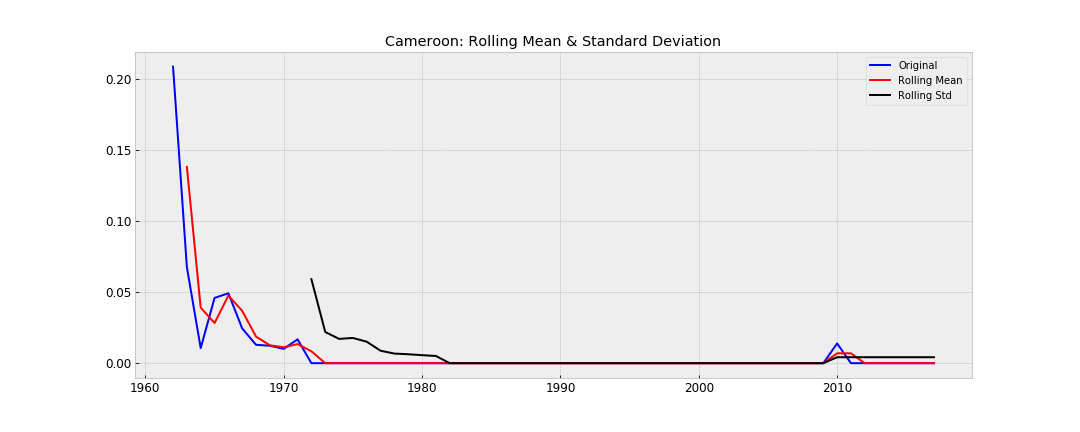 Cameroon: Rolling Mean & Standard Deviation
Original
Rolling Mean
Rolling Std
0.20
0.15
0.10
0.05
0.00
1960 1970 1980 1990 2000 2010